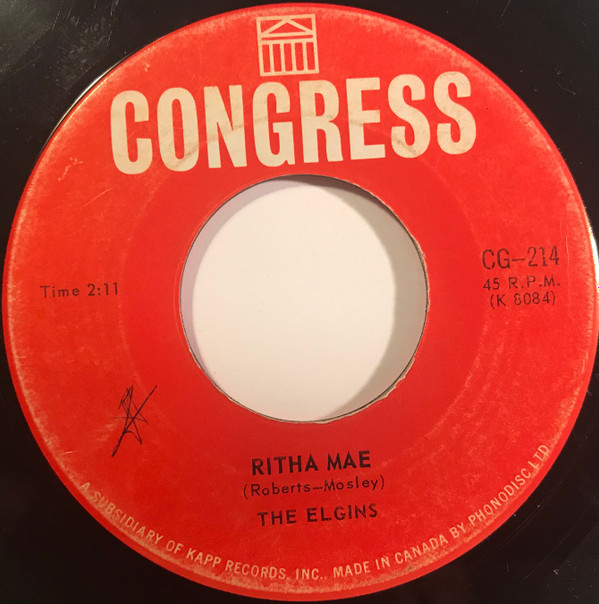 CONGRESS
Time 2:11
CG-214
45 R.P.M.
(K 8084)
RITHA MAE
(Roberts-Mosley)
THE ELGINS
A SUBSIDIARY OF KAPP RECORDS, INC., MADE IN CANADA BY PHONODISC LTD